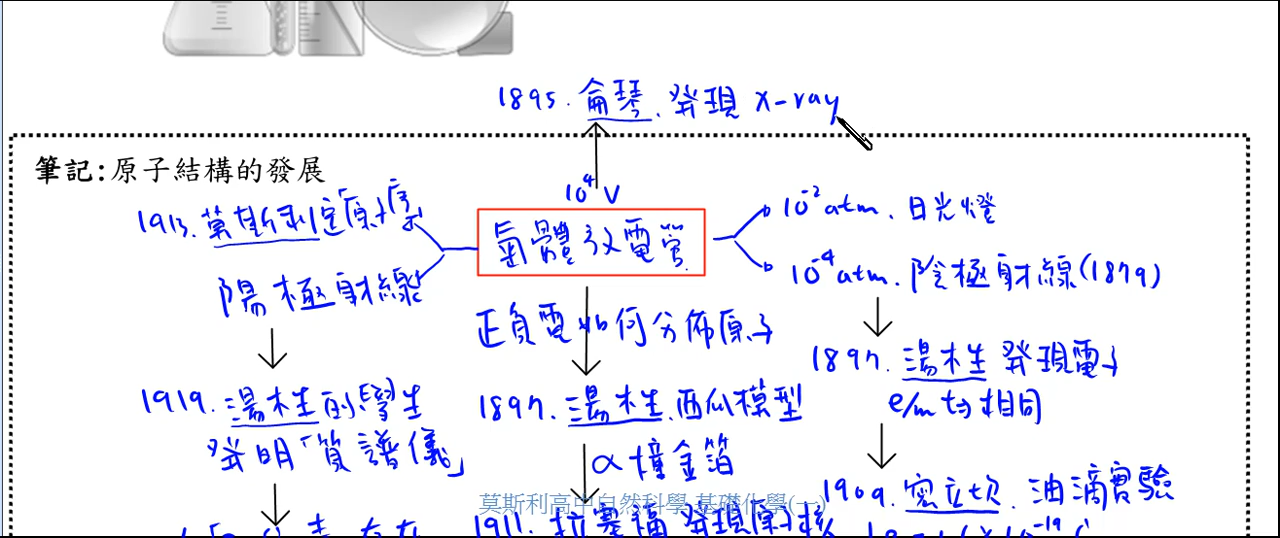 1895. 侖琴. 發現 x-ray
筆記:原子結構的發展
10⁴ V
1913. 莫斯利定「原子序
氣體放電管
10⁻² atm. 日光燈
陽極射線
10⁻⁴ atm. 陰極射線(1879)
正負電如何分佈原子
1897. 湯木生 發現電子
e/m 均相同
1919. 湯木生的學生
發明「質譜儀」
1897. 湯木生. 西瓜模型
α 撞金箔
1909. 密立坎. 油滴實驗
莫斯利高中自然科學 基礎化學(一)
1911. 拉塞福 發現原子核